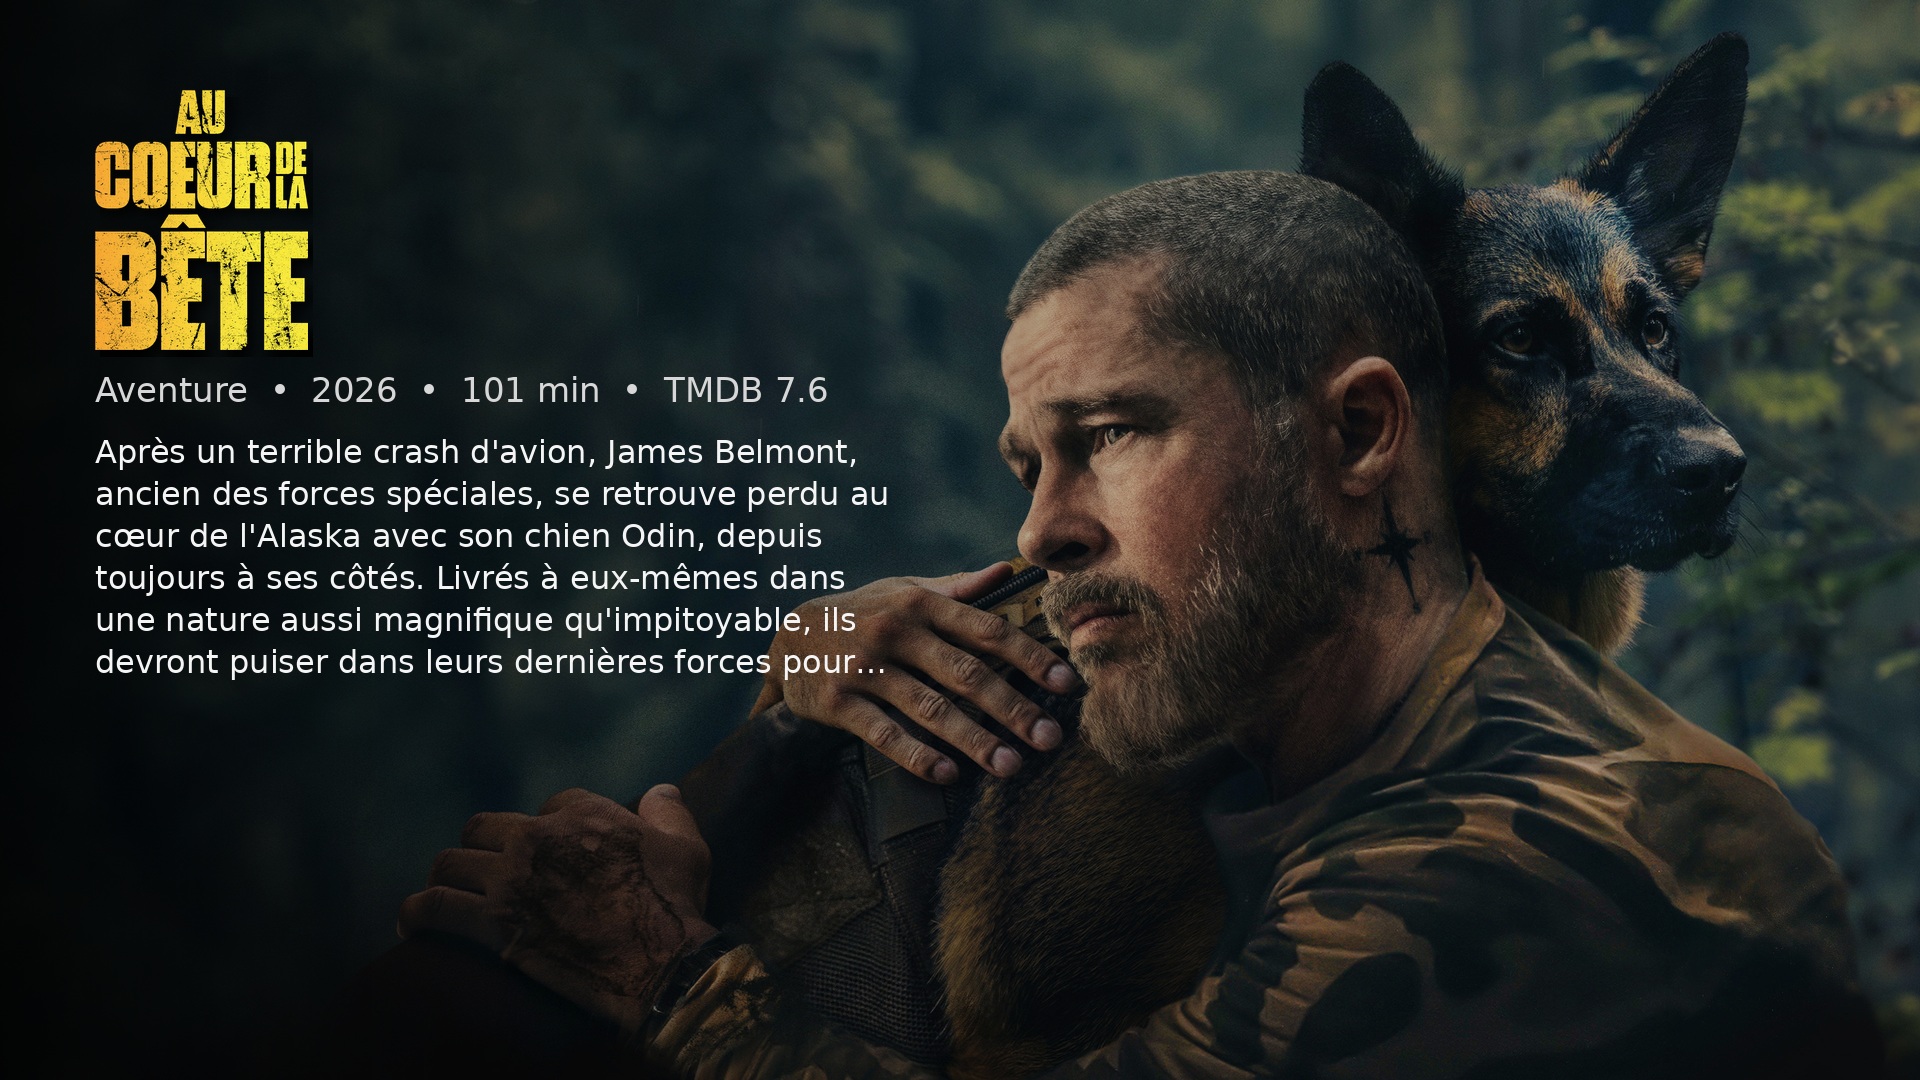 AU
COEUR DE LA
BÊTE
Aventure • 2026 • 101 min • TMDB 7.6
Après un terrible crash d'avion, James Belmont,
ancien des forces spéciales, se retrouve perdu au
cœur de l'Alaska avec son chien Odin, depuis
toujours à ses côtés. Livrés à eux-mêmes dans
une nature aussi magnifique qu'impitoyable, ils
devront puiser dans leurs dernières forces pour...